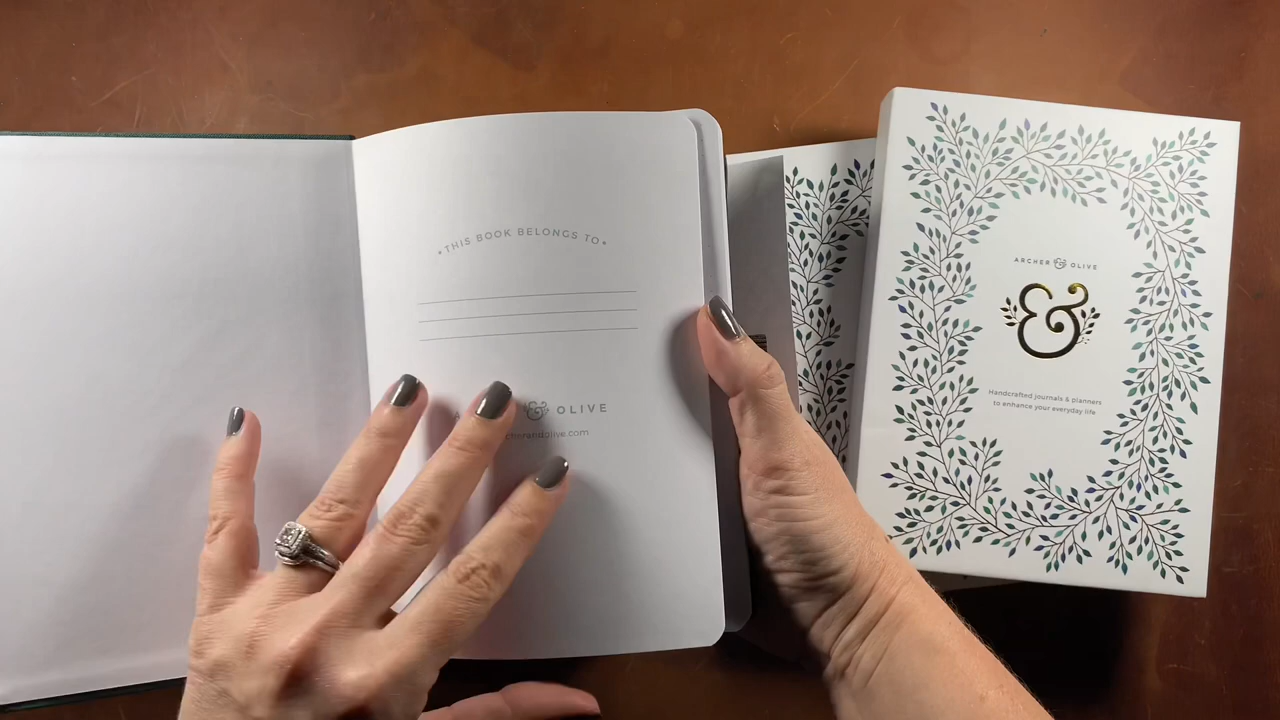 •THIS BOOK BELONGS TO•
& OLIVE
ARCHER & OLIVE
&
Handcrafted journals & planners
to enhance your everyday life